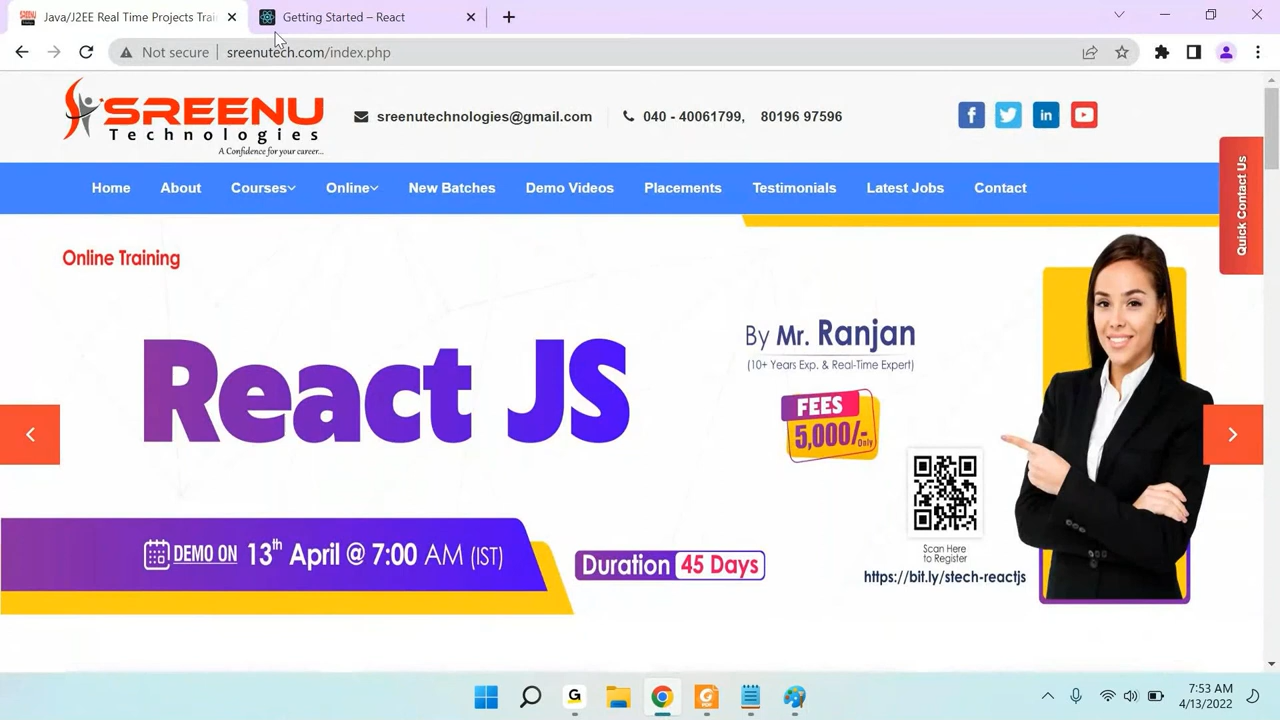 Java/J2EE Real Time Projects Trai
Getting Started – React
Not secure
sreenutech.com/index.php
SREENU
Technologies
A Confidence for your career...
sreenutechnologies@gmail.com
040 - 40061799, 80196 97596
Home About Courses Online New Batches Demo Videos Placements Testimonials Latest Jobs Contact
Quick Contact Us
Online Training
React JS
By Mr. Ranjan
(10+ Years Exp. & Real-Time Expert)
FEES
5,000/- Only
Scan Here
to Register
https://bit.ly/stech-reactjs
DEMO ON 13th April @ 7:00 AM (IST)
Duration 45 Days
7:53 AM
4/13/2022